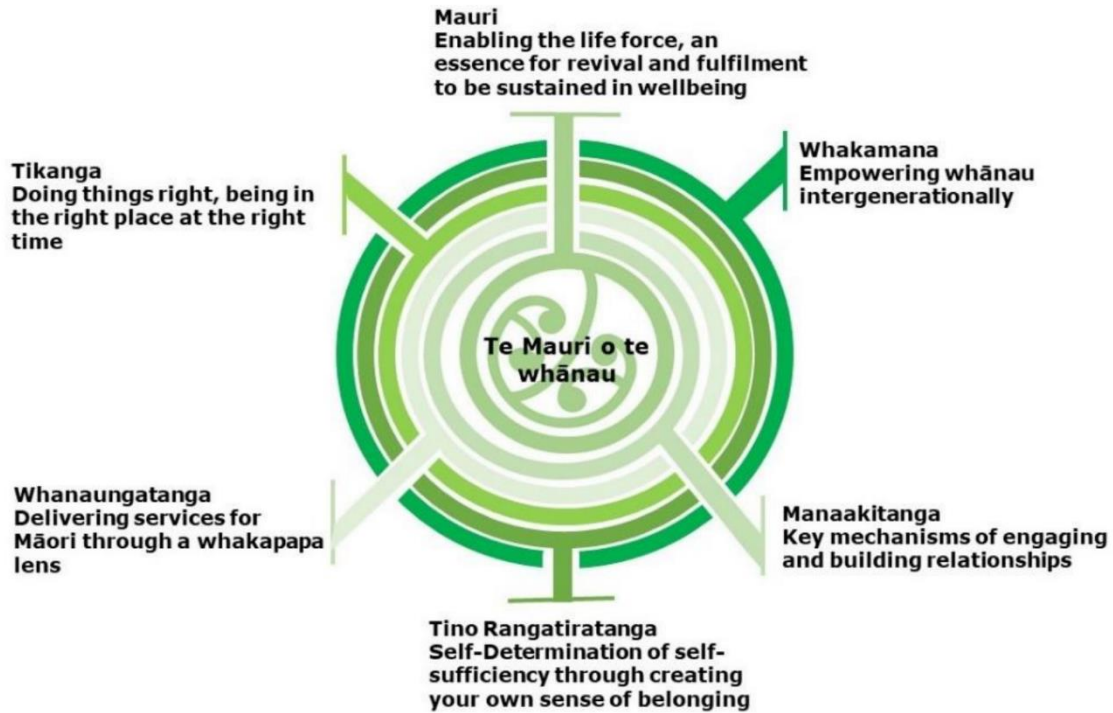 Mauri
Enabling the life force, an
essence for revival and fulfilment
to be sustained in wellbeing
Whakamana
Empowering whānau
intergenerationally
Tikanga
Doing things right, being in
the right place at the right
time
Te Mauri o te
whānau
Whanaungatanga
Delivering services for
Māori through a whakapapa
lens
Manaakitanga
Key mechanisms of engaging
and building relationships
Tino Rangatiratanga
Self-Determination of self-
sufficiency through creating
your own sense of belonging